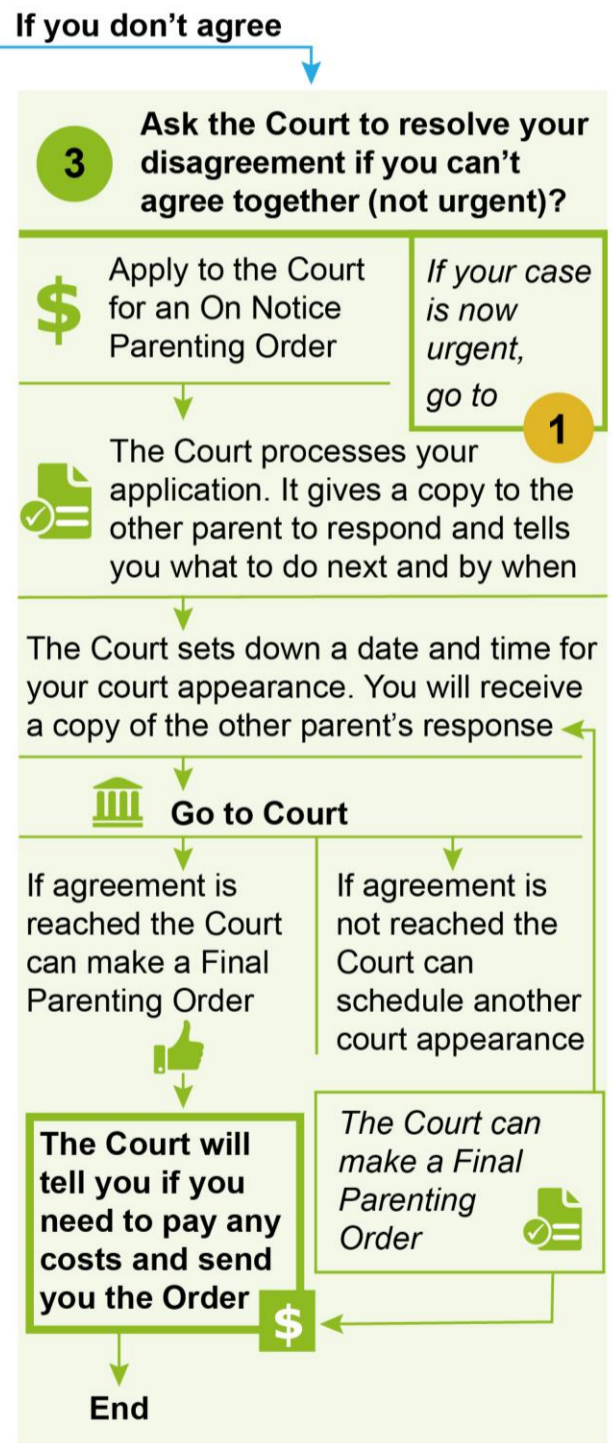 If you don't agree
3
Ask the Court to resolve your
disagreement if you can't
agree together (not urgent)?
$
Apply to the Court
for an On Notice
Parenting Order
If your case
is now
urgent,
go to
1
The Court processes your
application. It gives a copy to the
other parent to respond and tells
you what to do next and by when
The Court sets down a date and time for
your court appearance. You will receive
a copy of the other parent's response
Go to Court
If agreement is
reached the Court
can make a Final
Parenting Order
If agreement is
not reached the
Court can
schedule another
court appearance
The Court will
tell you if you
need to pay any
costs and send
you the Order
$
The Court can
make a Final
Parenting
Order
End